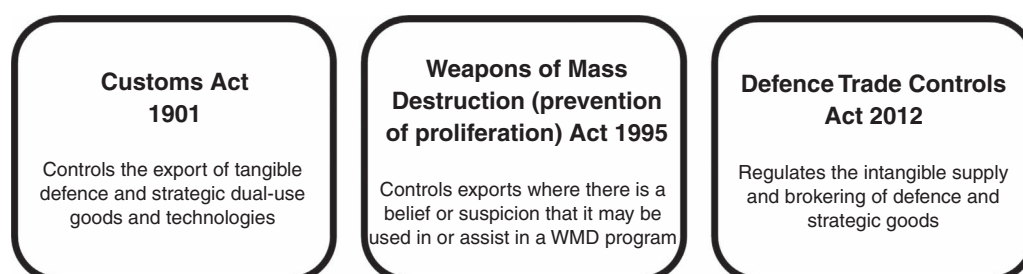 Customs Act
1901
Controls the export of tangible
defence and strategic dual-use
goods and technologies
Weapons of Mass
Destruction (prevention
of proliferation) Act 1995
Controls exports where there is a
belief or suspicion that it may be
used in or assist in a WMD program
Defence Trade Controls
Act 2012
Regulates the intangible supply
and brokering of defence and
strategic goods